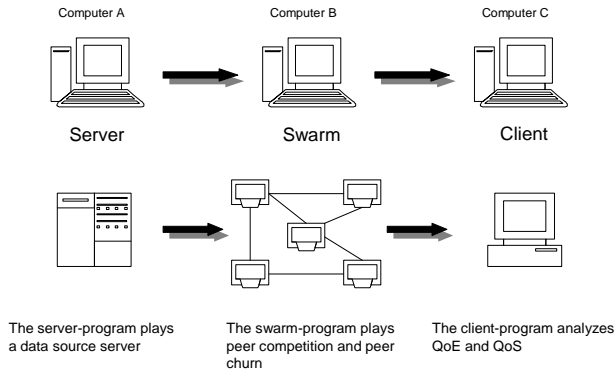 Computer A
Computer B
Computer C
Server
Swarm
Client
The server-program plays
a data source server
The swarm-program plays
peer competition and peer
churn
The client-program analyzes
QoE and QoS